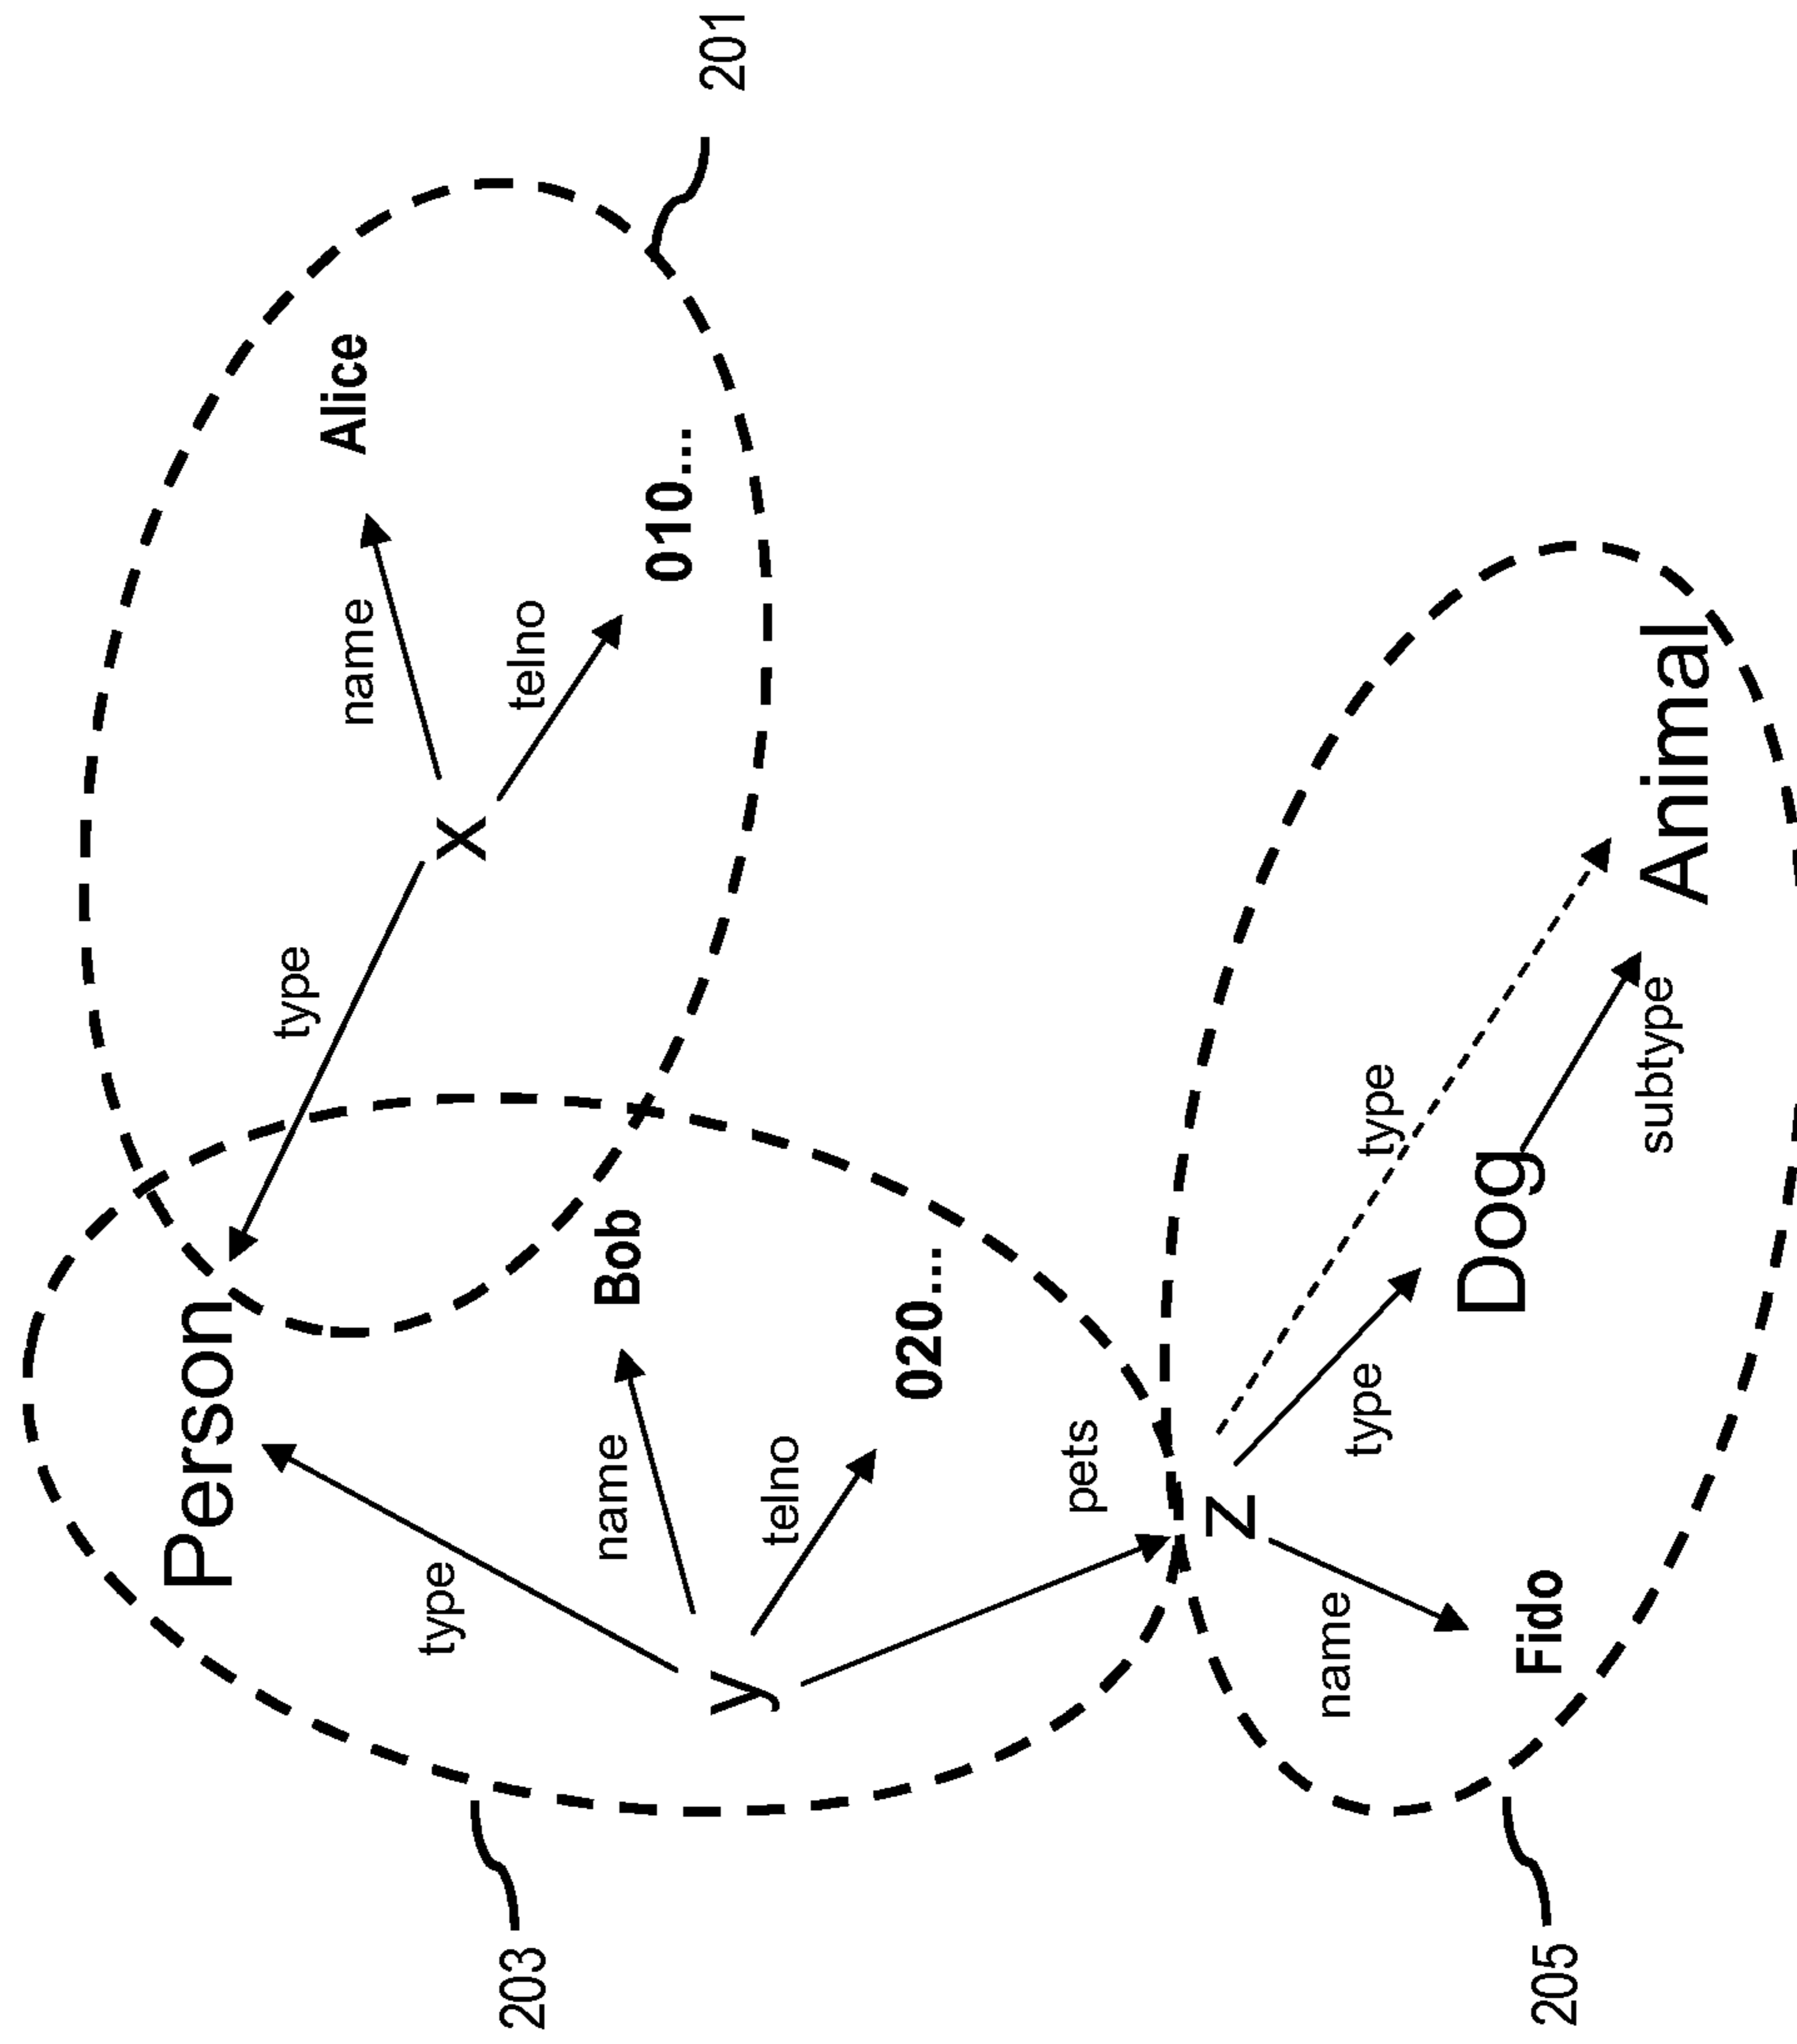 Person
type
name
Alice
type
x
203
telno
name
Bob
010...
201
y
telno
020....
pets
z
name
type
type
Dog
Fido
205
subtype
Animal